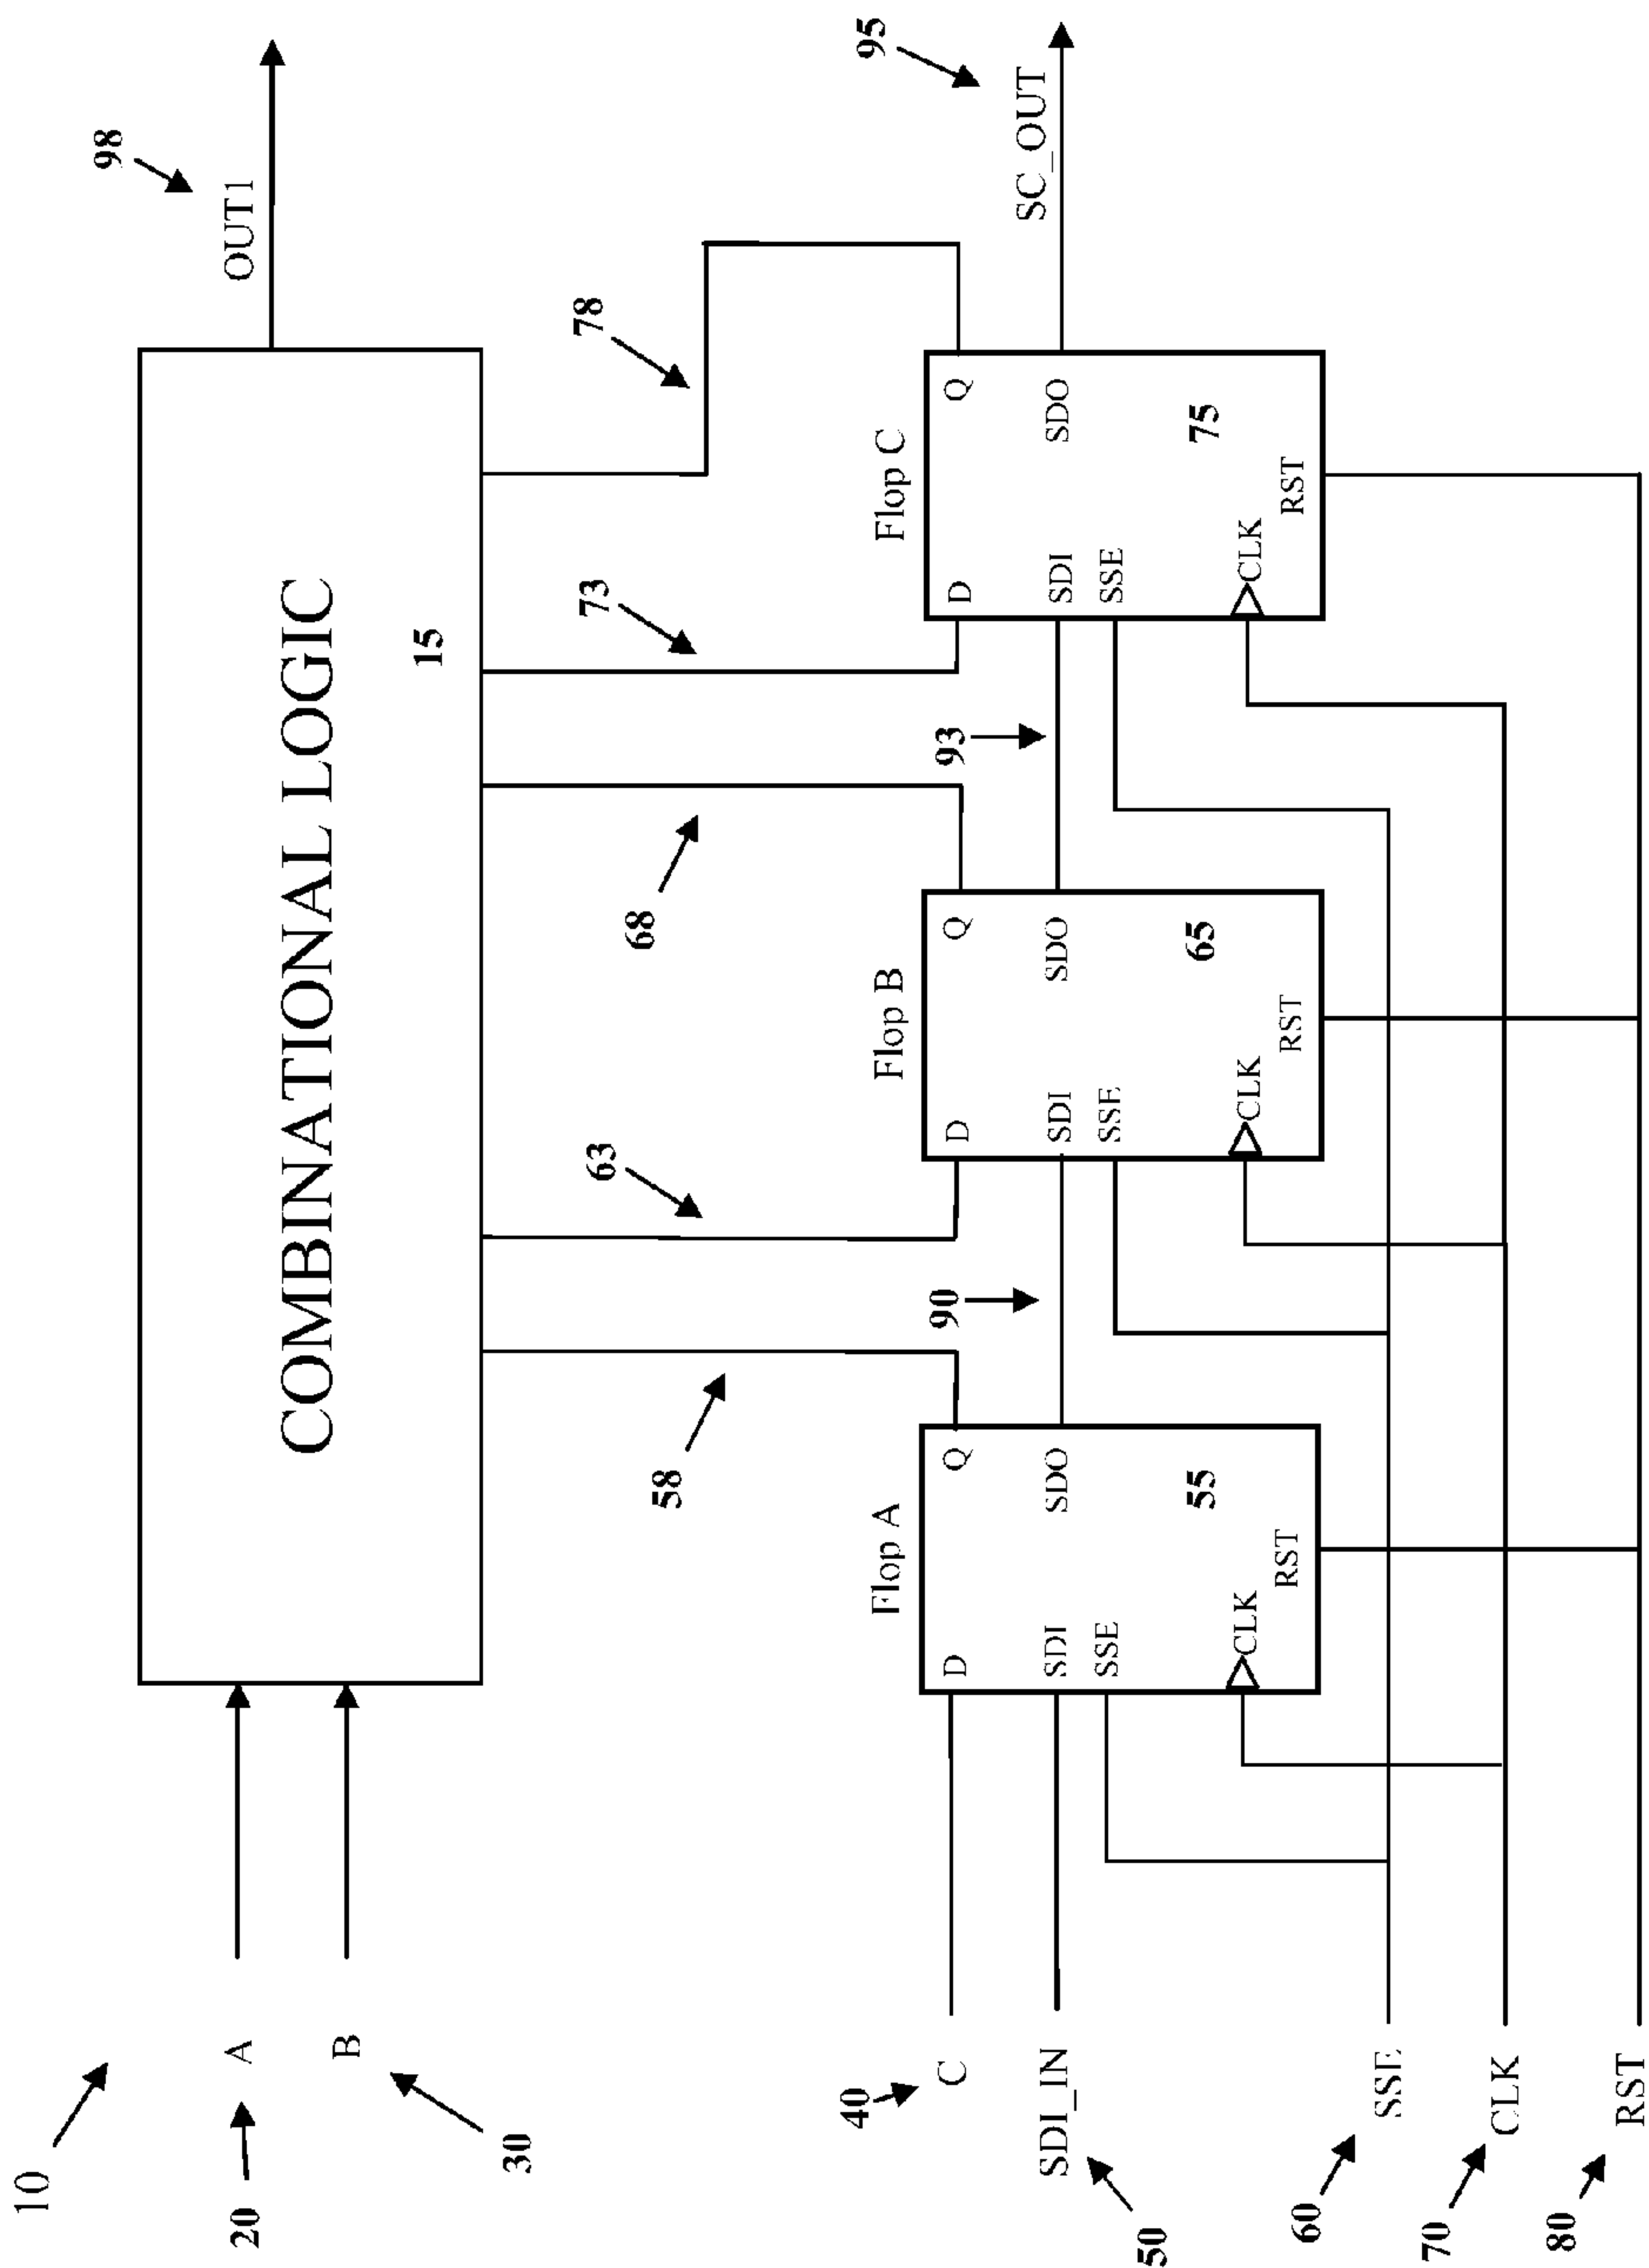 10
20
A
B
30
COMBINATIONAL LOGIC
15
OUT1
98
58
63
68
73
78
40
C
SDI_IN
50
Flop A
D
Q
SDI
SDO
SSE
CLK
55
RST
90
Flop B
D
Q
SDI
SDO
SSE
CLK
65
RST
93
Flop C
D
Q
SDI
SDO
SSE
CLK
75
RST
95
SC_OUT
60
SSE
70
CLK
80
RST